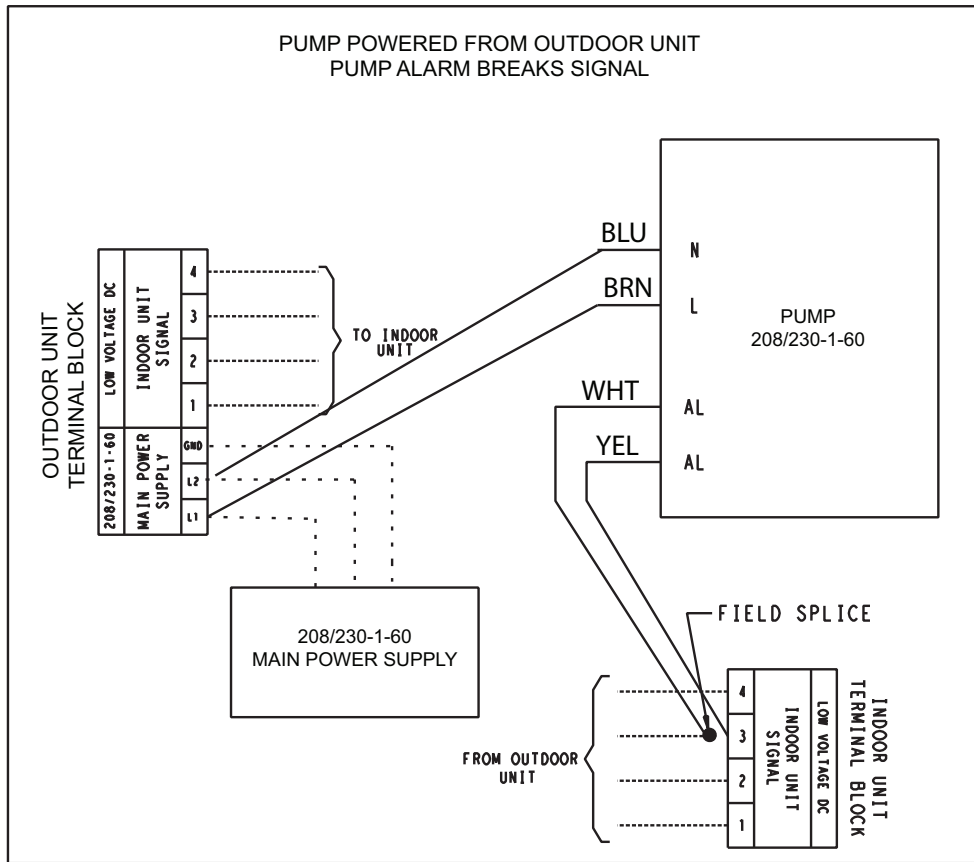 PUMP POWERED FROM OUTDOOR UNIT
PUMP ALARM BREAKS SIGNAL
OUTDOOR UNIT
TERMINAL BLOCK
LOW VOLTAGE DC
INDOOR UNIT
SIGNAL
4
3
2
1
208/230-1-60
MAIN POWER
SUPPLY
GND
L2
L1
TO INDOOR
UNIT
BLU
BRN
WHT
YEL
N
L
AL
AL
PUMP
208/230-1-60
208/230-1-60
MAIN POWER SUPPLY
FIELD SPLICE
FROM OUTDOOR
UNIT
4
3
2
1
INDOOR UNIT
SIGNAL
LOW VOLTAGE DC
INDOOR UNIT
TERMINAL BLOCK